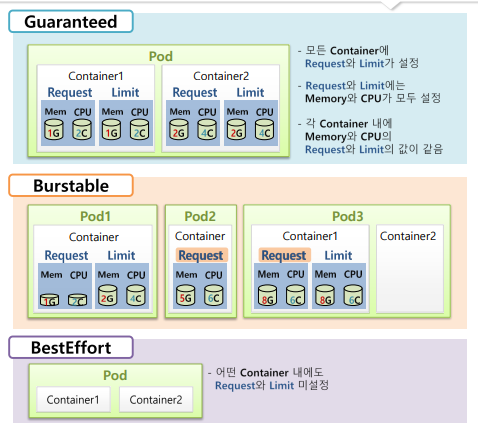 Guaranteed
Pod
Container1 Container2
Request Limit Request Limit
Mem CPU Mem CPU Mem CPU Mem CPU
1G 2C 1G 2C 2G 4C 2G 4C
- 모든 Container에
Request와 Limit가 설정
- Request와 Limit에는
Memory와 CPU가 모두 설정
- 각 Container 내에
Memory와 CPU의
Request와 Limit의 값이 같음
Burstable
Pod1 Pod2 Pod3
Container Container Container1 Container2
Request Limit Request Request Limit
Mem CPU Mem CPU Mem CPU Mem CPU Mem CPU
1G 2C 2G 4C 5G 6C 8G 6C 8G 6C
BestEffort
Pod
Container1 Container2
- 어떤 Container 내에도
Request와 Limit 미설정